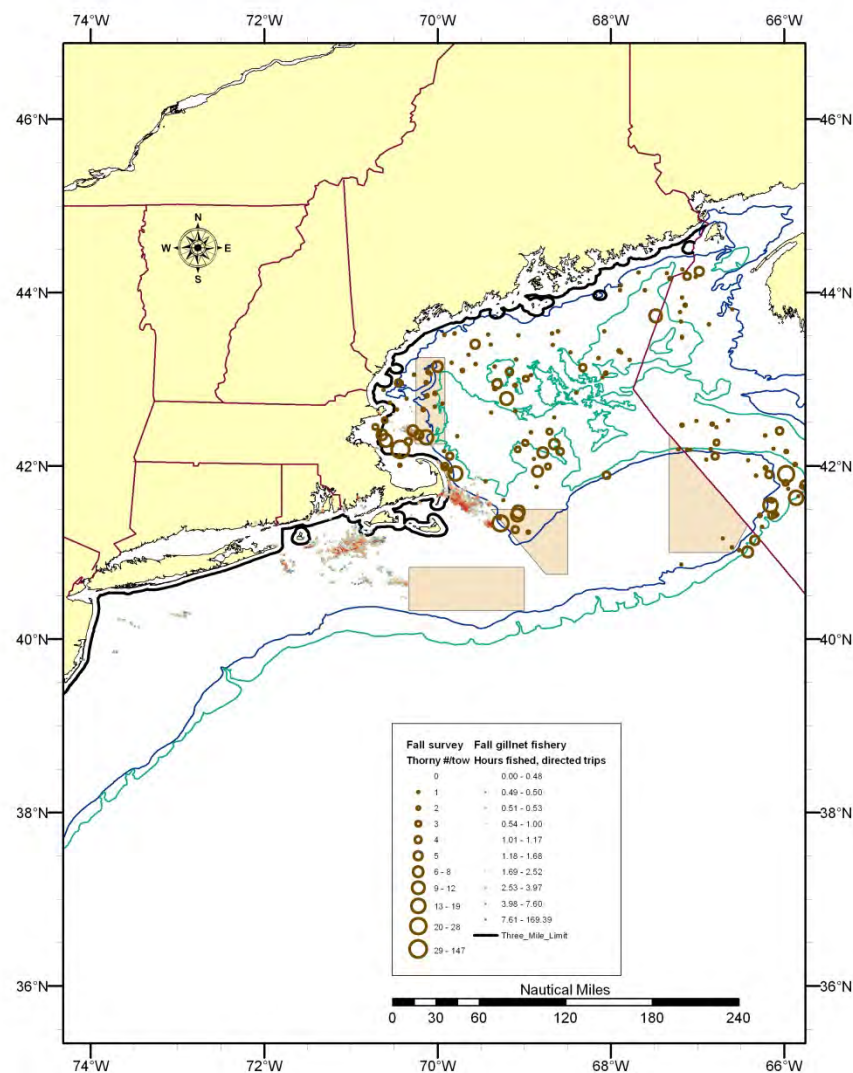 74°W 72°W 70°W 68°W 66°W
46°N 46°N
N
W E
S
44°N 44°N
42°N 42°N
40°N 40°N
Fall survey Fall gillnet fishery
Thorny #/tow Hours fished, directed trips
0 0.00 - 0.48
1 0.49 - 0.50
2 0.51 - 0.53
3 0.54 - 1.00
4 1.01 - 1.17
5 1.18 - 1.68
6 - 8 1.69 - 2.52
9 - 12 2.53 - 3.97
13 - 19 3.98 - 7.60
20 - 28 7.61 - 169.39
29 - 147 Three_Mile_Limit
38°N 38°N
36°N 36°N
Nautical Miles
0 30 60 120 180 240
74°W 72°W 70°W 68°W 66°W